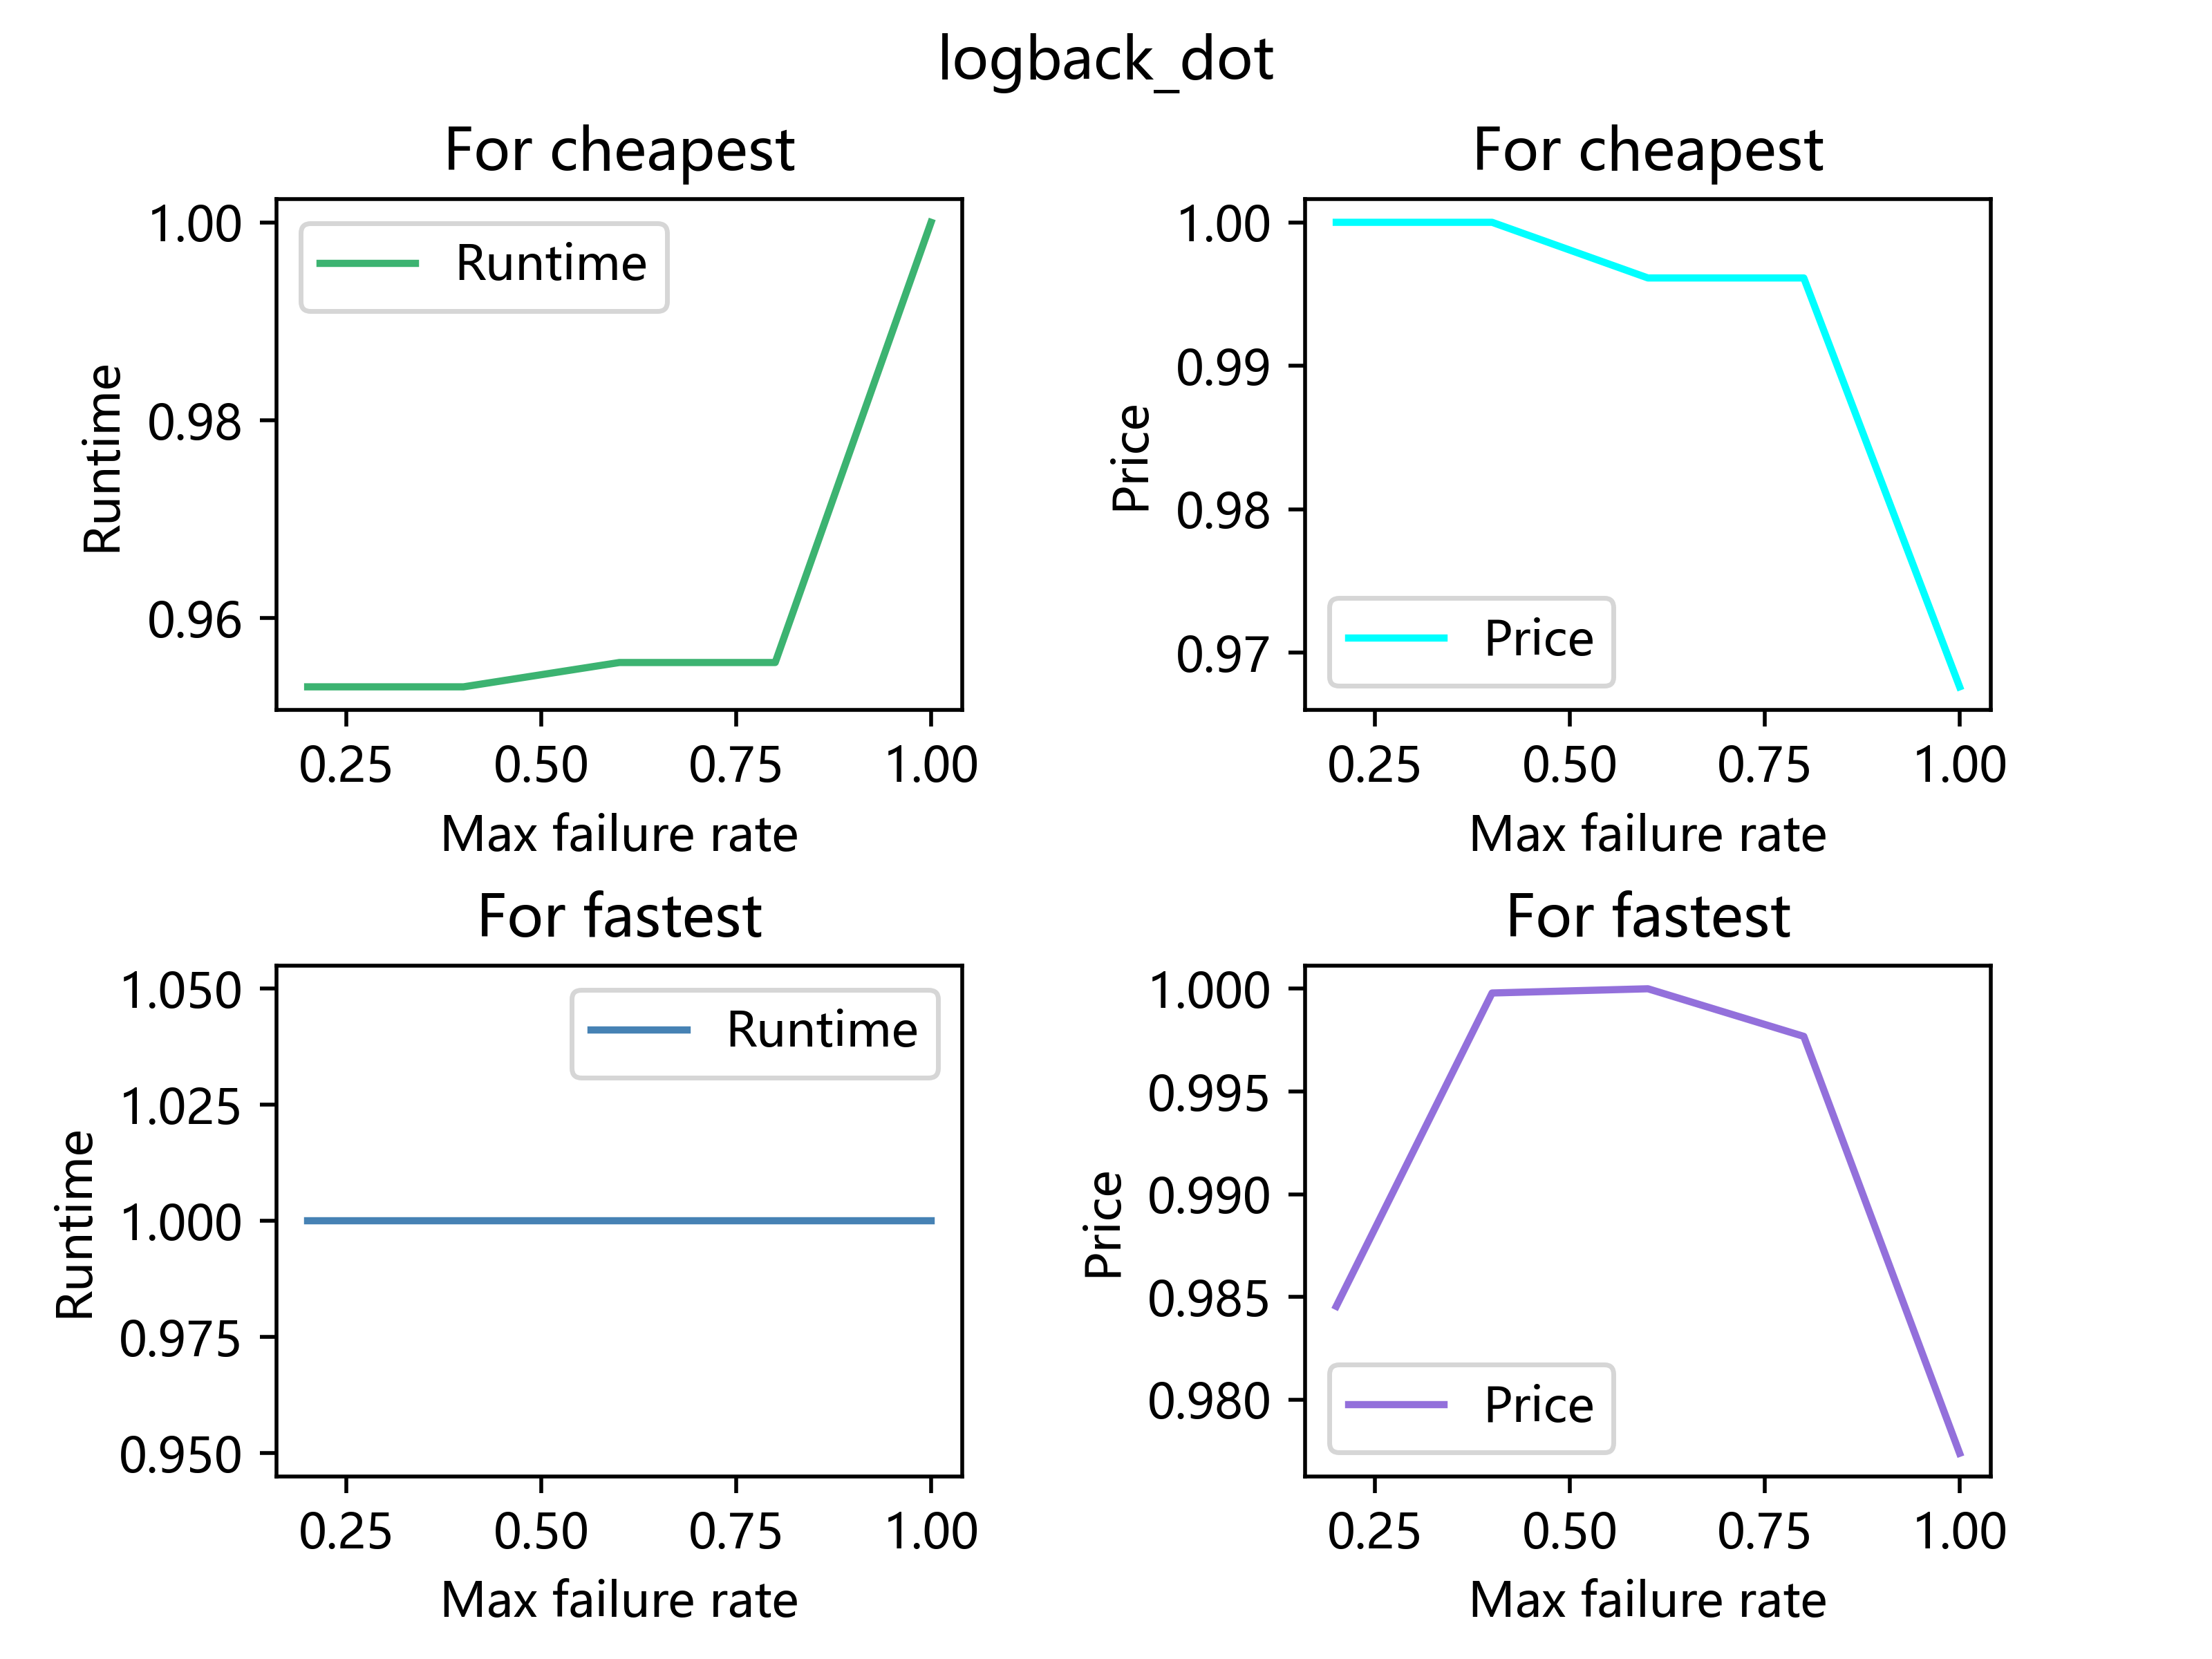 logback_dot
For cheapest
1.00
0.98
0.96
Runtime
Runtime
0.25 0.50 0.75 1.00
Max failure rate
For cheapest
1.00
0.99
0.98
0.97
Price
Price
0.25 0.50 0.75 1.00
Max failure rate
For fastest
1.050
1.025
1.000
0.975
0.950
Runtime
Runtime
0.25 0.50 0.75 1.00
Max failure rate
For fastest
1.000
0.995
0.990
0.985
0.980
Price
Price
0.25 0.50 0.75 1.00
Max failure rate